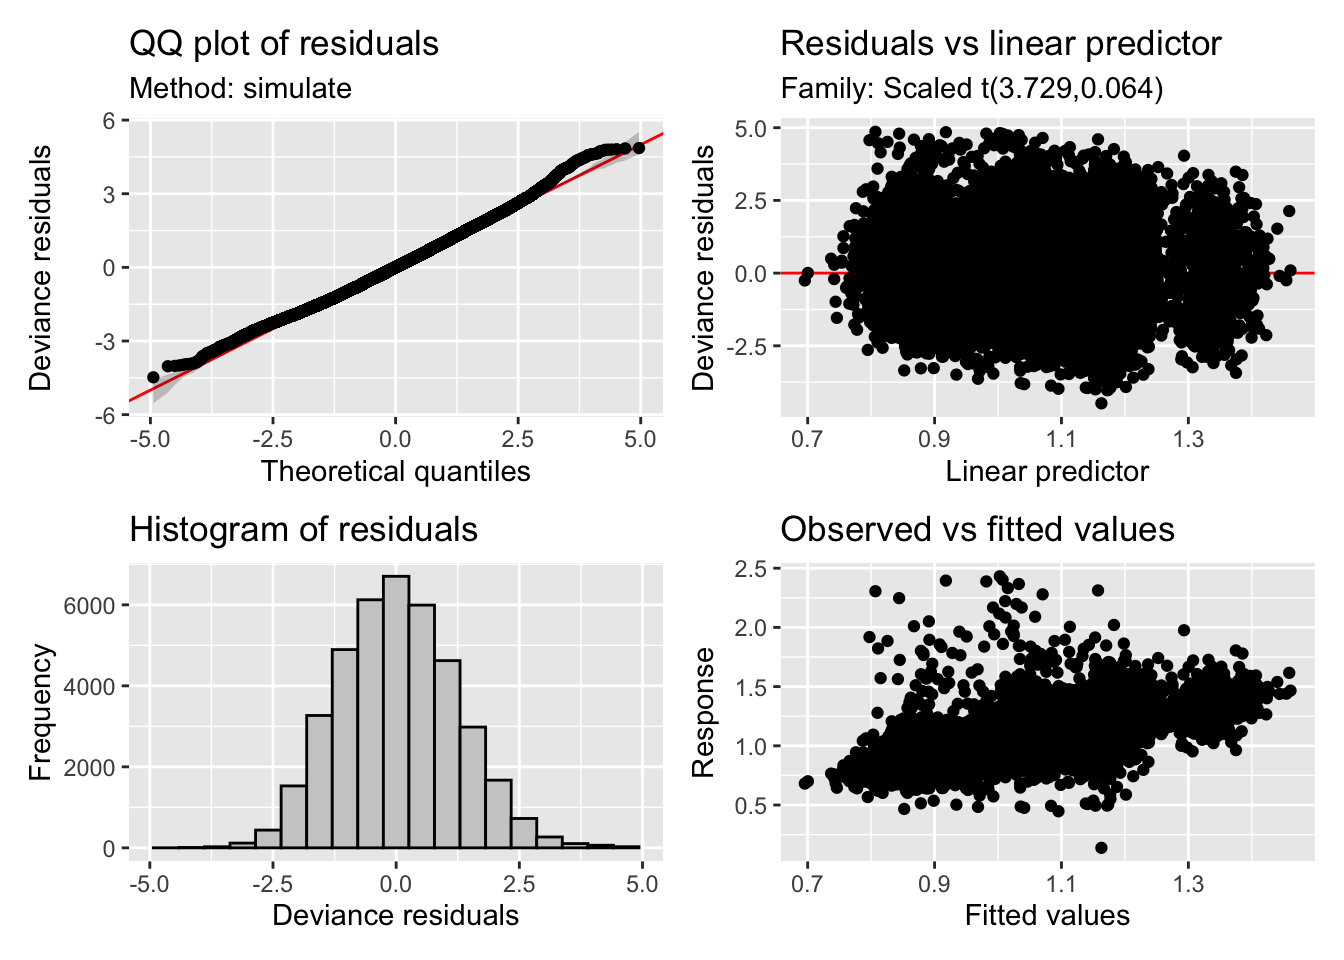 QQ plot of residuals
Method: simulate
6
3
0
-3
-6
-5.0 -2.5 0.0 2.5 5.0
Theoretical quantiles
Deviance residuals
Residuals vs linear predictor
Family: Scaled t(3.729,0.064)
5.0
2.5
0.0
-2.5
0.7 0.9 1.1 1.3
Linear predictor
Deviance residuals
Histogram of residuals
6000
4000
2000
0
-5.0 -2.5 0.0 2.5 5.0
Deviance residuals
Frequency
Observed vs fitted values
2.5
2.0
1.5
1.0
0.5
0.7 0.9 1.1 1.3
Fitted values
Response